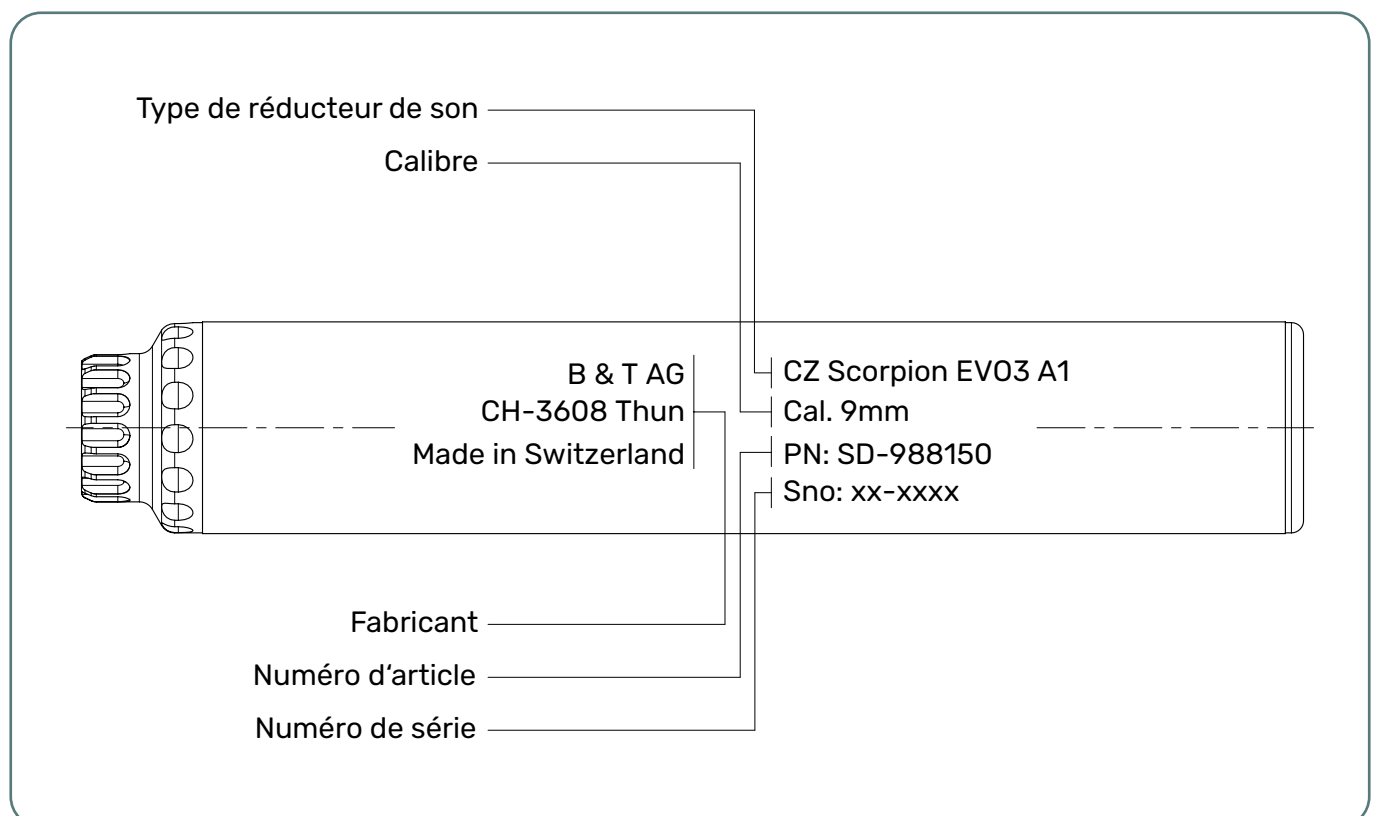 Type de réducteur de son
Calibre
B & T AG
CH-3608 Thun
Made in Switzerland
CZ Scorpion EVO3 A1
Cal. 9mm
PN: SD-988150
Sno: xx-xxxx
Fabricant
Numéro d‘article
Numéro de série